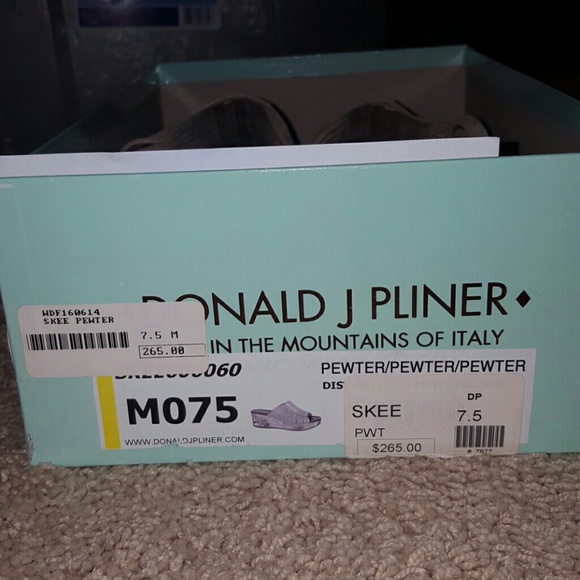 DONALD J PLINER
IN THE MOUNTAINS OF ITALY
WDF160614
SKEE PEWTER
7.5 M
265.00
PEWTER/PEWTER/PEWTER
M075
WWW.DONALDJPLINER.COM
DP
SKEE 7.5
PWT
$265.00